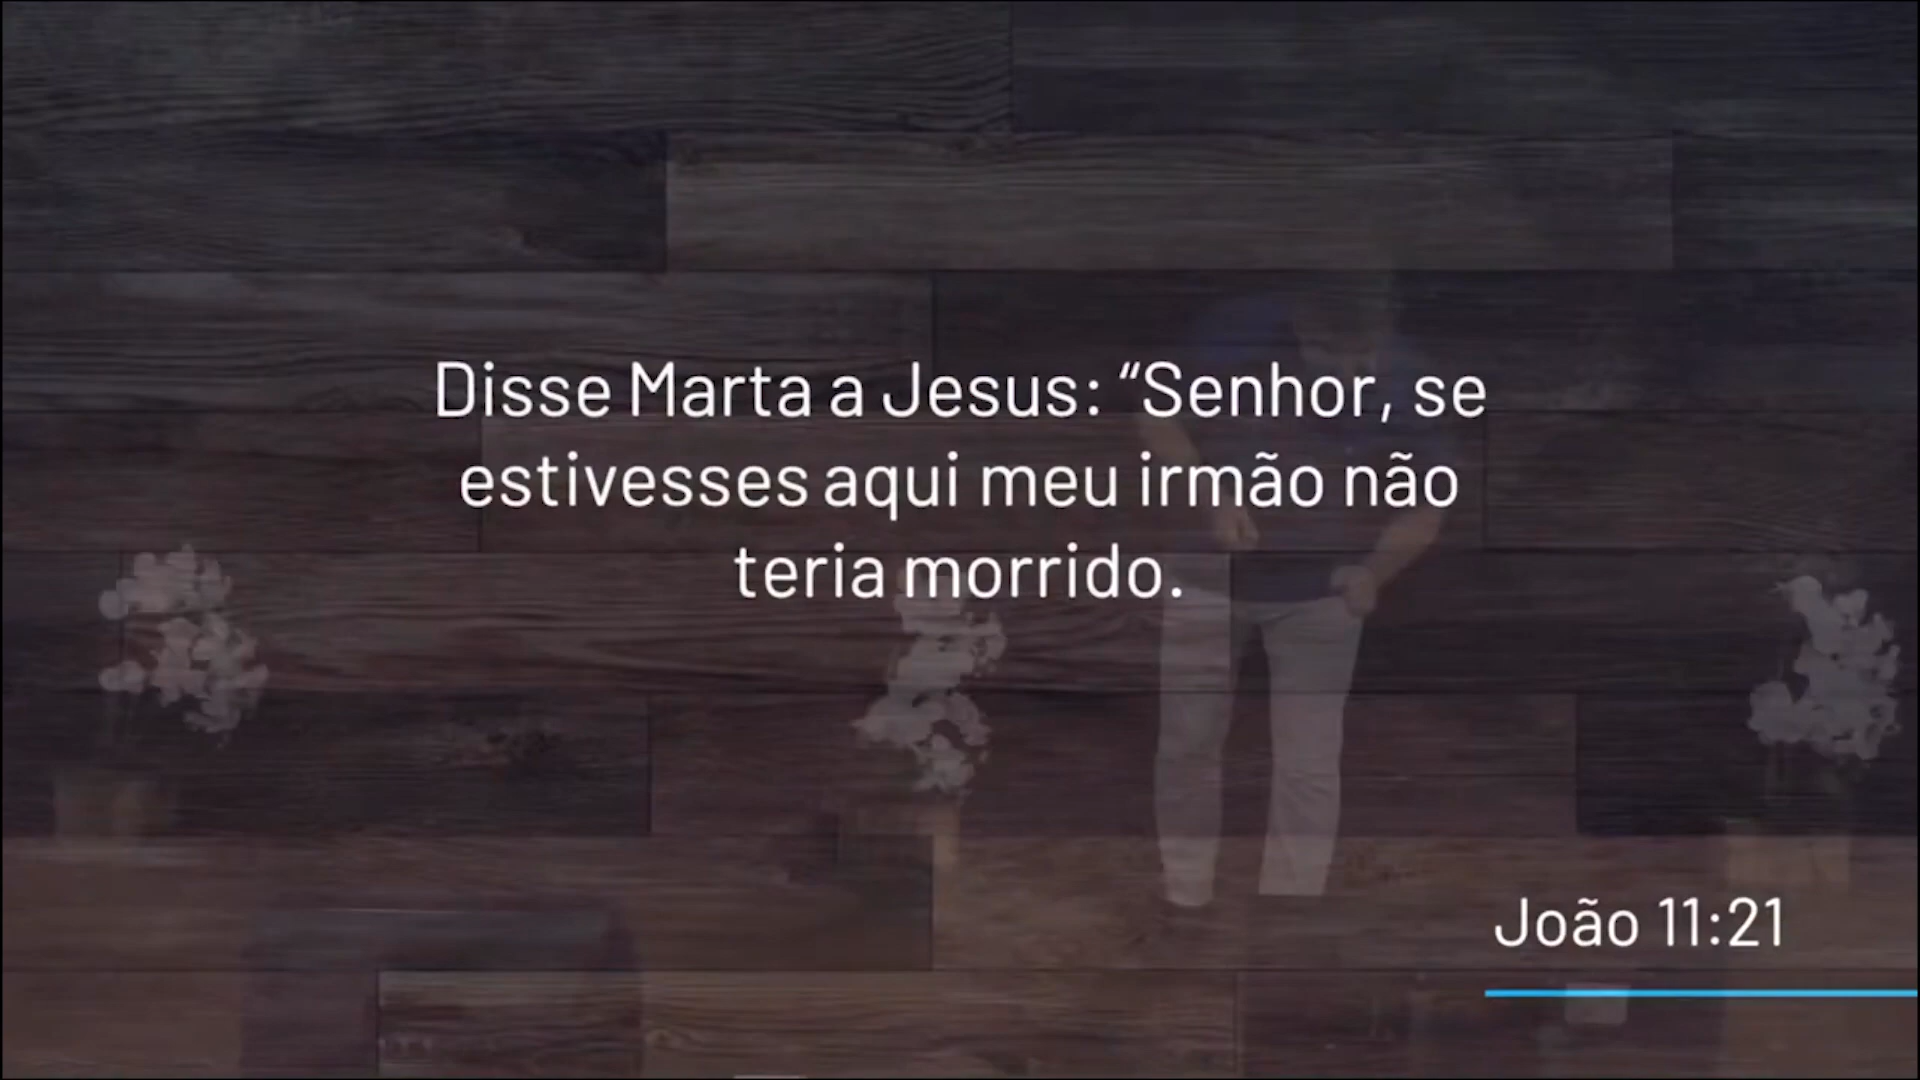 Disse Marta a Jesus: “Senhor, se
estivesses aqui meu irmão não
teria morrido.
João 11:21